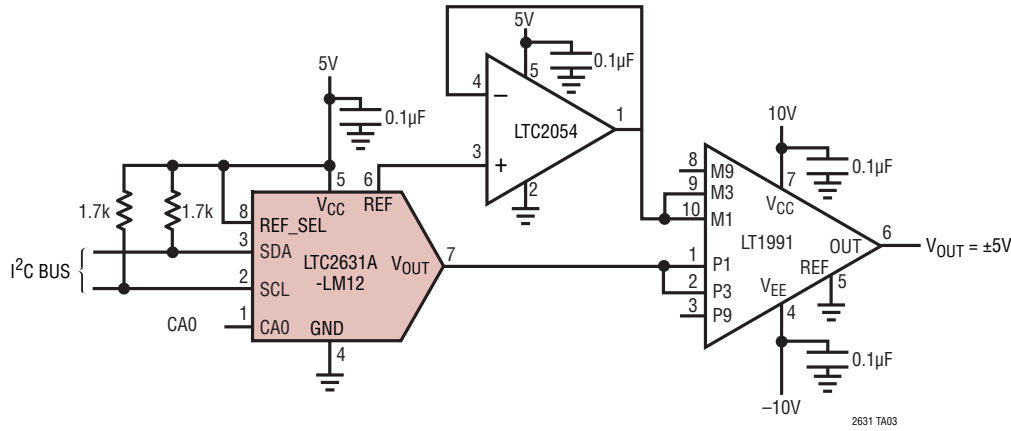 5V
0.1µF
4
–
5
1
LTC2054
3
+
2
5V
0.1µF
1.7k
1.7k
5
6
VCC
REF
8
REF_SEL
3
SDA
I²C BUS
2
SCL
CA0
1
CA0
LTC2631A
-LM12
VOUT
7
GND
4
10V
0.1µF
7
VCC
8
M9
9
M3
10
M1
LT1991
1
P1
2
P3
3
P9
OUT
6
VOUT = ±5V
REF
5
VEE
4
0.1µF
–10V
2631 TA03